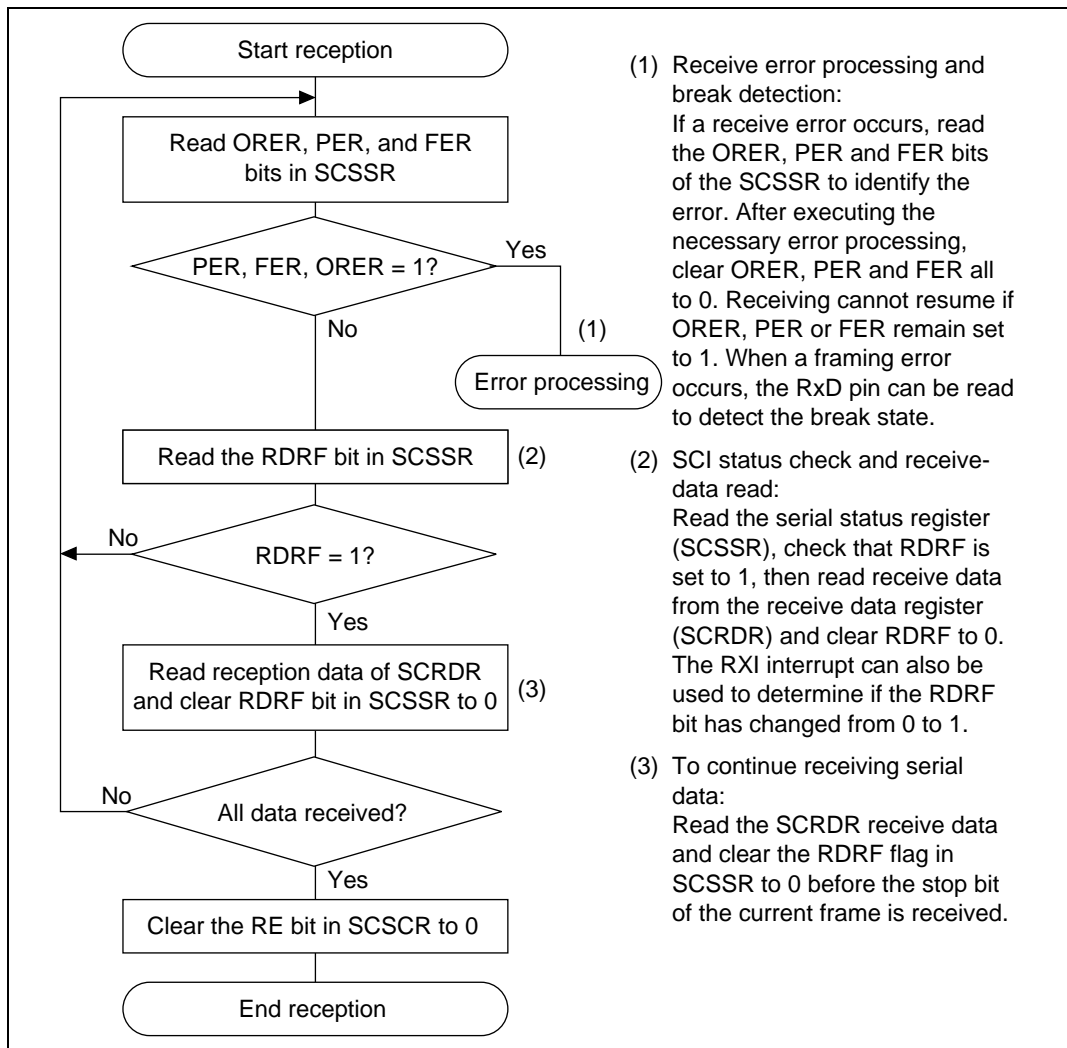 Start reception
Read ORER, PER, and FER
bits in SCSSR
Yes
PER, FER, ORER = 1?
No
(1)
Error processing
Read the RDRF bit in SCSSR
(2)
No
RDRF = 1?
Yes
Read reception data of SCRDR
and clear RDRF bit in SCSSR to 0
(3)
No
All data received?
Yes
Clear the RE bit in SCSCR to 0
End reception
(1) Receive error processing and
break detection:
If a receive error occurs, read
the ORER, PER and FER bits
of the SCSSR to identify the
error. After executing the
necessary error processing,
clear ORER, PER and FER all
to 0. Receiving cannot resume if
ORER, PER or FER remain set
to 1. When a framing error
occurs, the RxD pin can be read
to detect the break state.
(2) SCI status check and receive-
data read:
Read the serial status register
(SCSSR), check that RDRF is
set to 1, then read receive data
from the receive data register
(SCRDR) and clear RDRF to 0.
The RXI interrupt can also be
used to determine if the RDRF
bit has changed from 0 to 1.
(3) To continue receiving serial
data:
Read the SCRDR receive data
and clear the RDRF flag in
SCSSR to 0 before the stop bit
of the current frame is received.